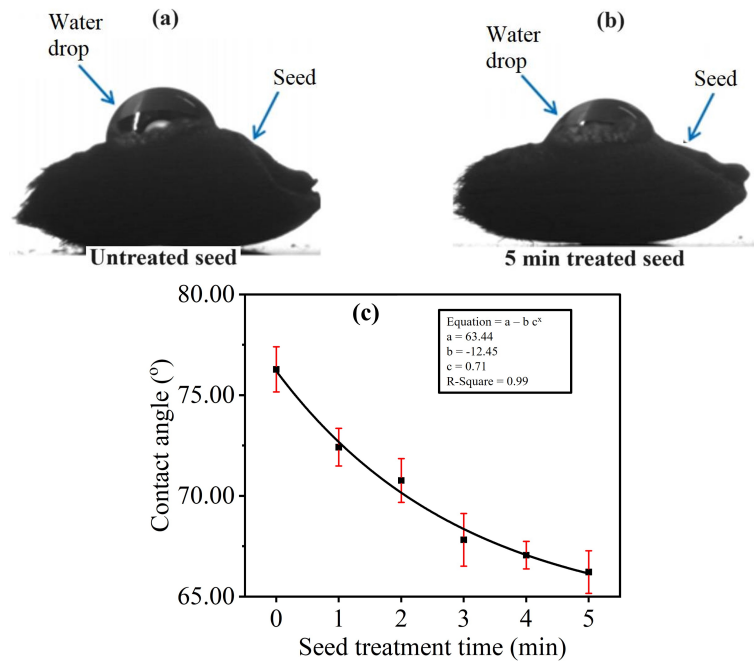 (a)
Water
drop
Seed
Untreated seed
(b)
Water
drop
Seed
5 min treated seed
(c)
Equation = a – b cˣ
a = 63.44
b = -12.45
c = 0.71
R-Square = 0.99
Contact angle (º)
80.00
75.00
70.00
65.00
0 1 2 3 4 5
Seed treatment time (min)